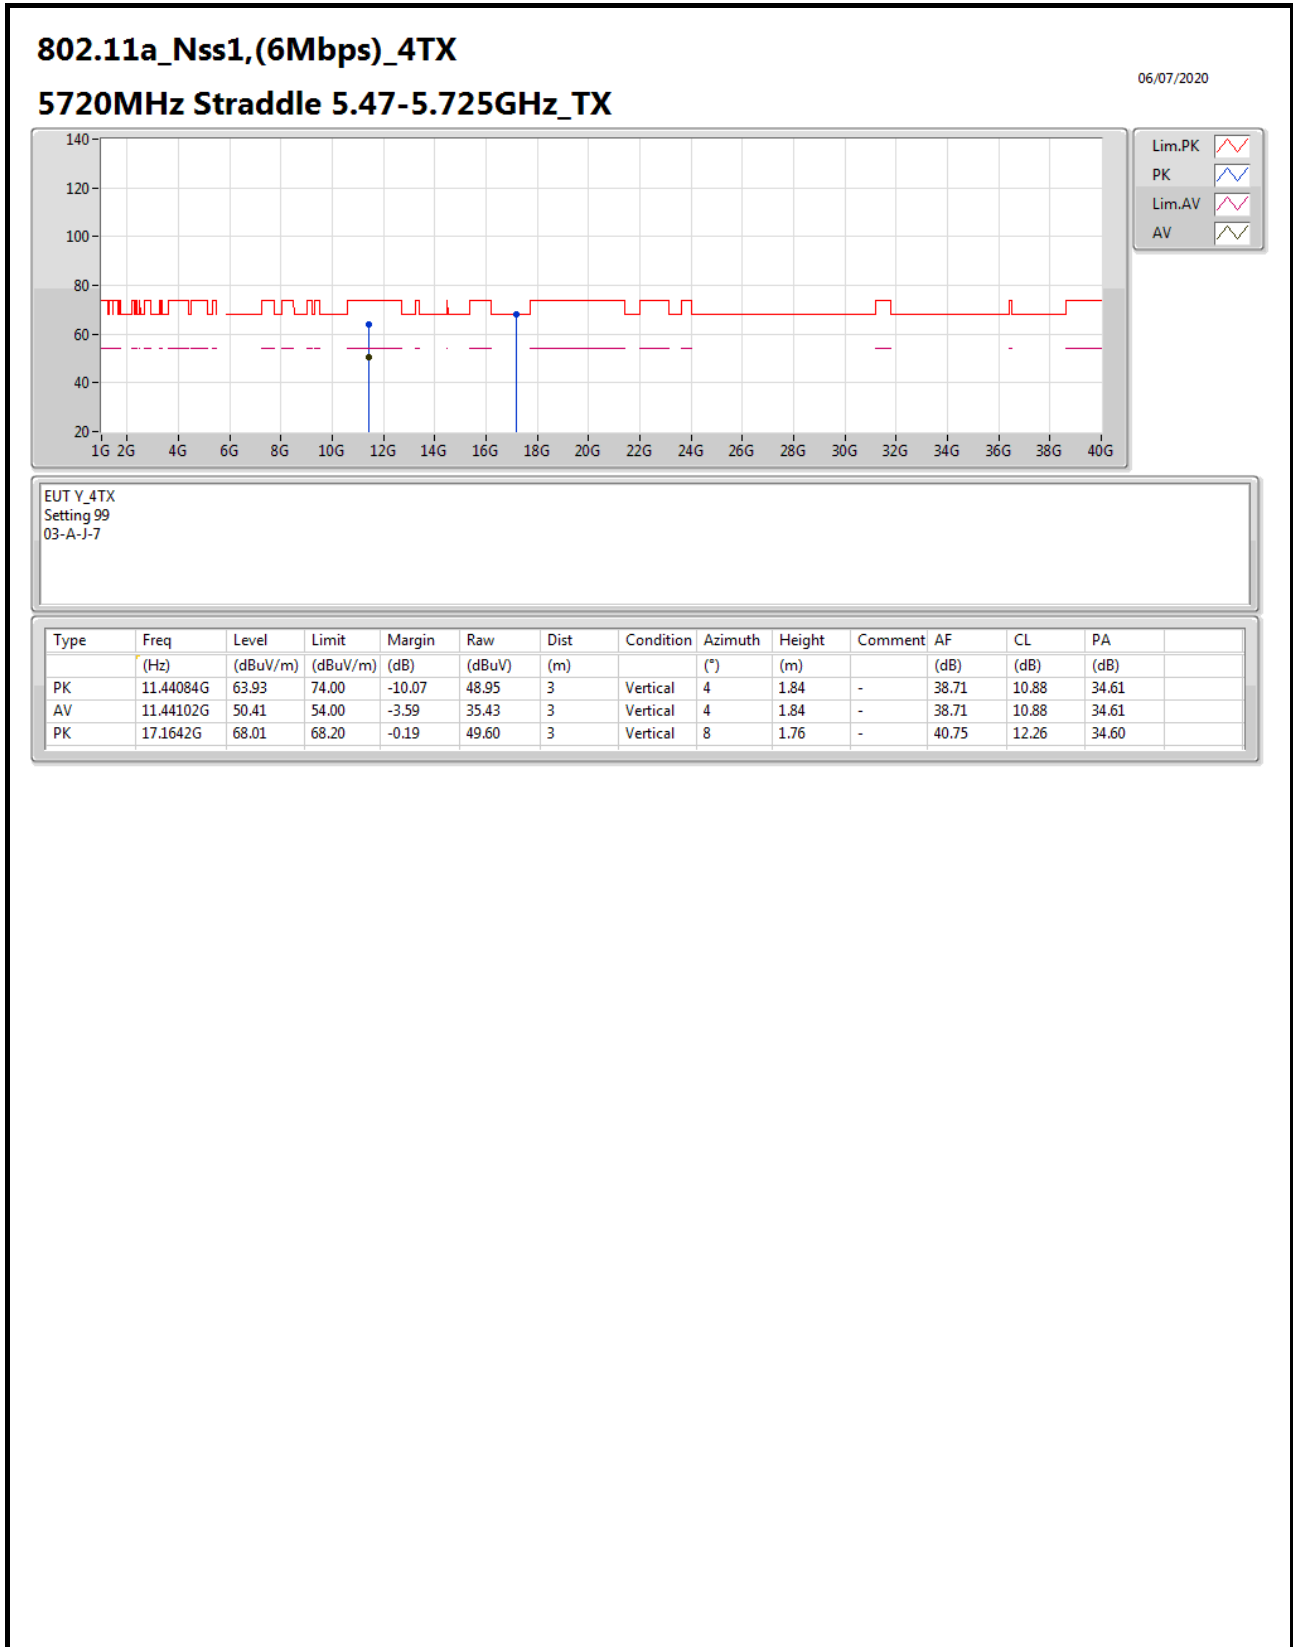 802.11a_Nss1,(6Mbps)_4TX
06/07/2020
5720MHz Straddle 5.47-5.725GHz_TX
140
120
100
80
60
40
20
1G 2G 4G 6G 8G 10G 12G 14G 16G 18G 20G 22G 24G 26G 28G 30G 32G 34G 36G 38G 40G
Lim.PK
PK
Lim.AV
AV
EUT Y_4TX
Setting 99
03-A-J-7
Type Freq Level Limit Margin Raw Dist Condition Azimuth Height Comment AF CL PA
(Hz) (dBuV/m) (dBuV/m) (dB) (dBuV) (m) (°) (m) (dB) (dB) (dB)
PK 11.44084G 63.93 74.00 -10.07 48.95 3 Vertical 4 1.84 - 38.71 10.88 34.61
AV 11.44102G 50.41 54.00 -3.59 35.43 3 Vertical 4 1.84 - 38.71 10.88 34.61
PK 17.1642G 68.01 68.20 -0.19 49.60 3 Vertical 8 1.76 - 40.75 12.26 34.60